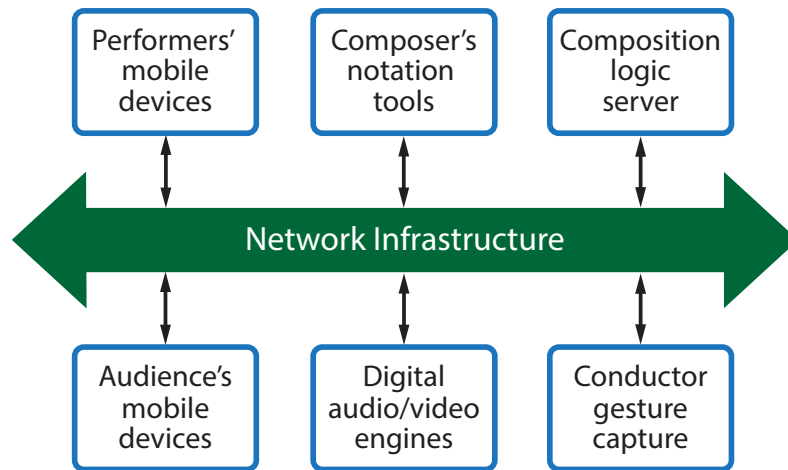 Performers’
mobile
devices
Composer’s
notation
tools
Composition
logic
server
Network Infrastructure
Audience’s
mobile
devices
Digital
audio/video
engines
Conductor
gesture
capture